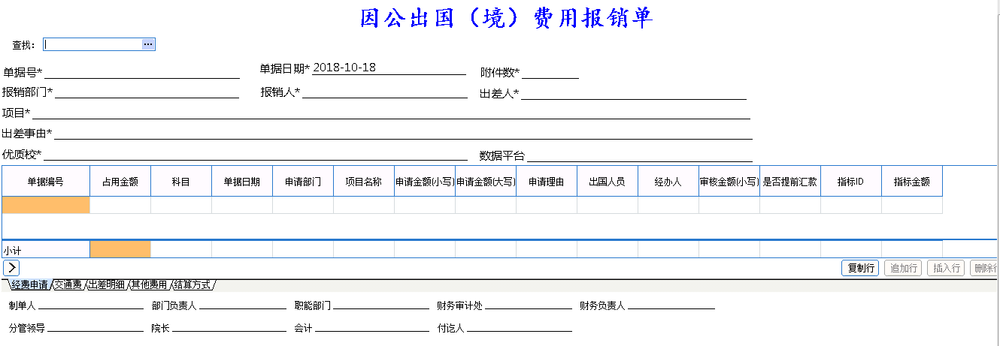 因公出国（境）费用报销单
查找：
单据号* 单据日期* 2018-10-18 附件数*
报销部门* 报销人* 出差人*
项目*
出差事由*
优质校* 数据平台
单据编号 占用金额 科目 单据日期 申请部门 项目名称 申请金额(小写) 申请金额(大写) 申请理由 出国人员 经办人 审核金额(小写) 是否提前汇款 指标ID 指标金额
小计
复制行 追加行 插入行 删除行
经费申请 交通费 出差明细 其他费用 结算方式
制单人 部门负责人 职能部门 财务审计处 财务负责人
分管领导 院长 会计 付讫人